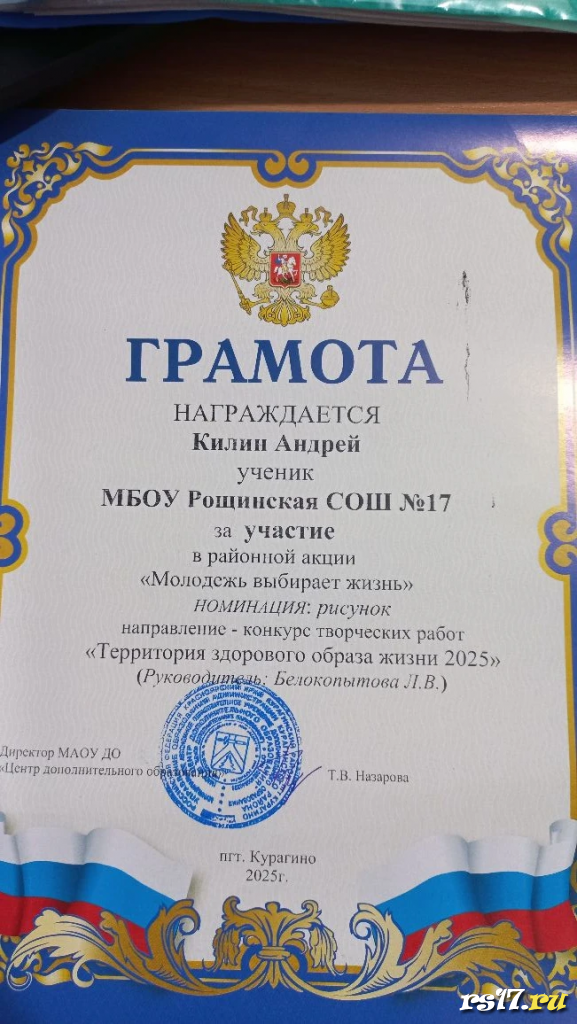 ГРАМОТА
НАГРАЖДАЕТСЯ
Килин Андрей
ученик
МБОУ Рощинская СОШ №17
за участие
в районной акции
«Молодежь выбирает жизнь»
НОМИНАЦИЯ: рисунок
направление - конкурс творческих работ
«Территория здорового образа жизни 2025»
(Руководитель: Белокопытова Л.В.)
Директор МАОУ ДО
«Центр дополнительного образования»
Т.В. Назарова
пгт. Курагино
2025г.
rs17.ru